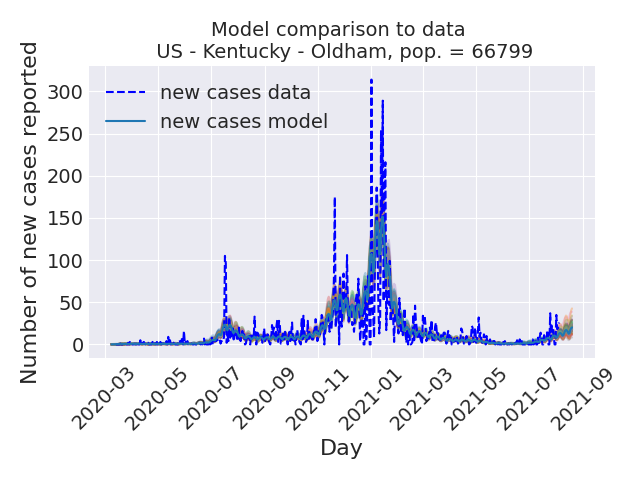 Model comparison to data
US - Kentucky - Oldham, pop. = 66799
Number of new cases reported
300
250
200
150
100
50
0
new cases data
new cases model
2020-03
2020-05
2020-07
2020-09
2020-11
2021-01
2021-03
2021-05
2021-07
2021-09
Day